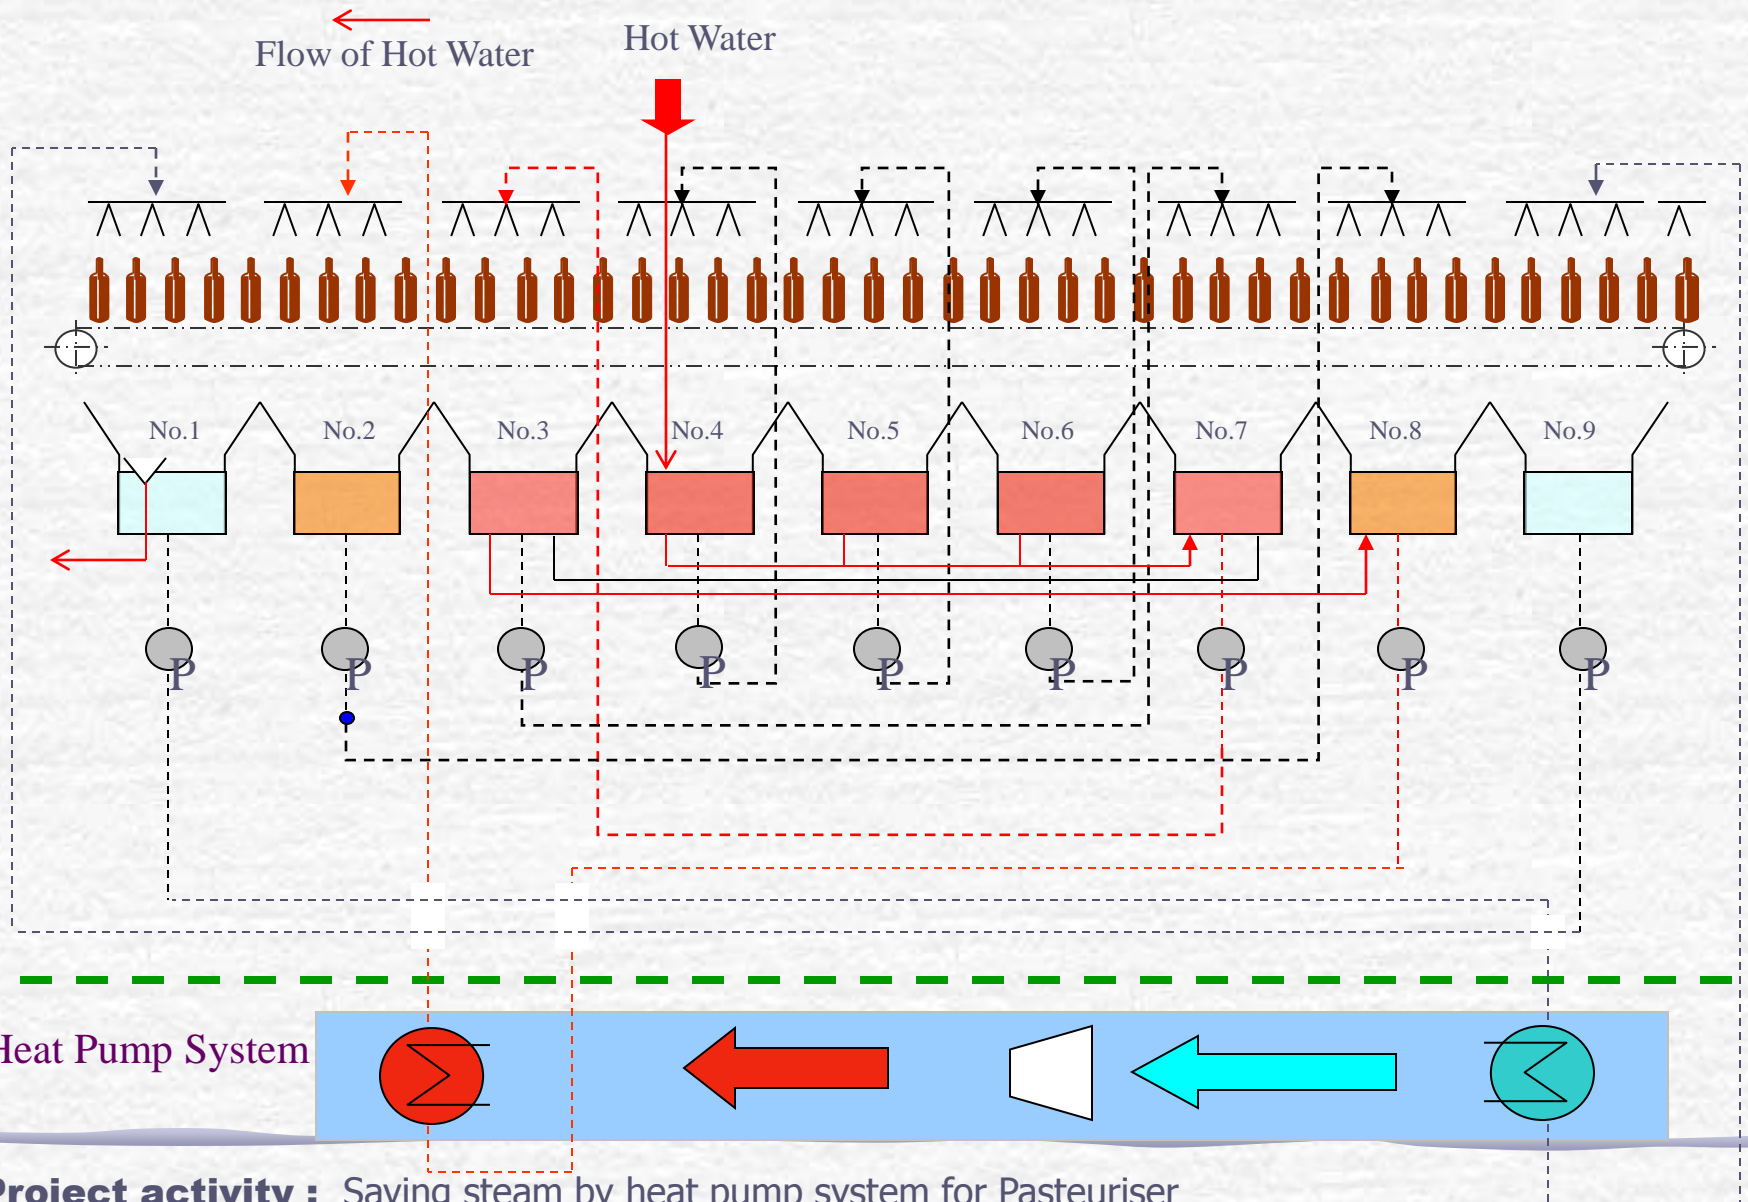 Flow of Hot Water
Hot Water
No.1
No.2
No.3
No.4
No.5
No.6
No.7
No.8
No.9
P
P
P
P
P
P
P
P
P
Heat Pump System
Project activity : Saving steam by heat pump system for Pasteuriser